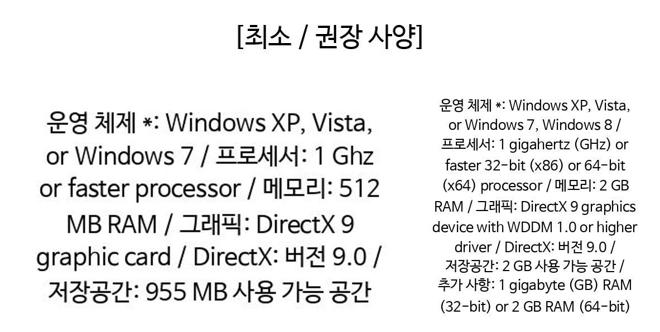 [최소 / 권장 사양]
운영 체제 *: Windows XP, Vista,
or Windows 7 / 프로세서: 1 Ghz
or faster processor / 메모리: 512
MB RAM / 그래픽: DirectX 9
graphic card / DirectX: 버전 9.0 /
저장공간: 955 MB 사용 가능 공간
운영 체제 *: Windows XP, Vista,
or Windows 7, Windows 8 /
프로세서: 1 gigahertz (GHz) or
faster 32-bit (x86) or 64-bit
(x64) processor / 메모리: 2 GB
RAM / 그래픽: DirectX 9 graphics
device with WDDM 1.0 or higher
driver / DirectX: 버전 9.0 /
저장공간: 2 GB 사용 가능 공간 /
추가 사항: 1 gigabyte (GB) RAM
(32-bit) or 2 GB RAM (64-bit)